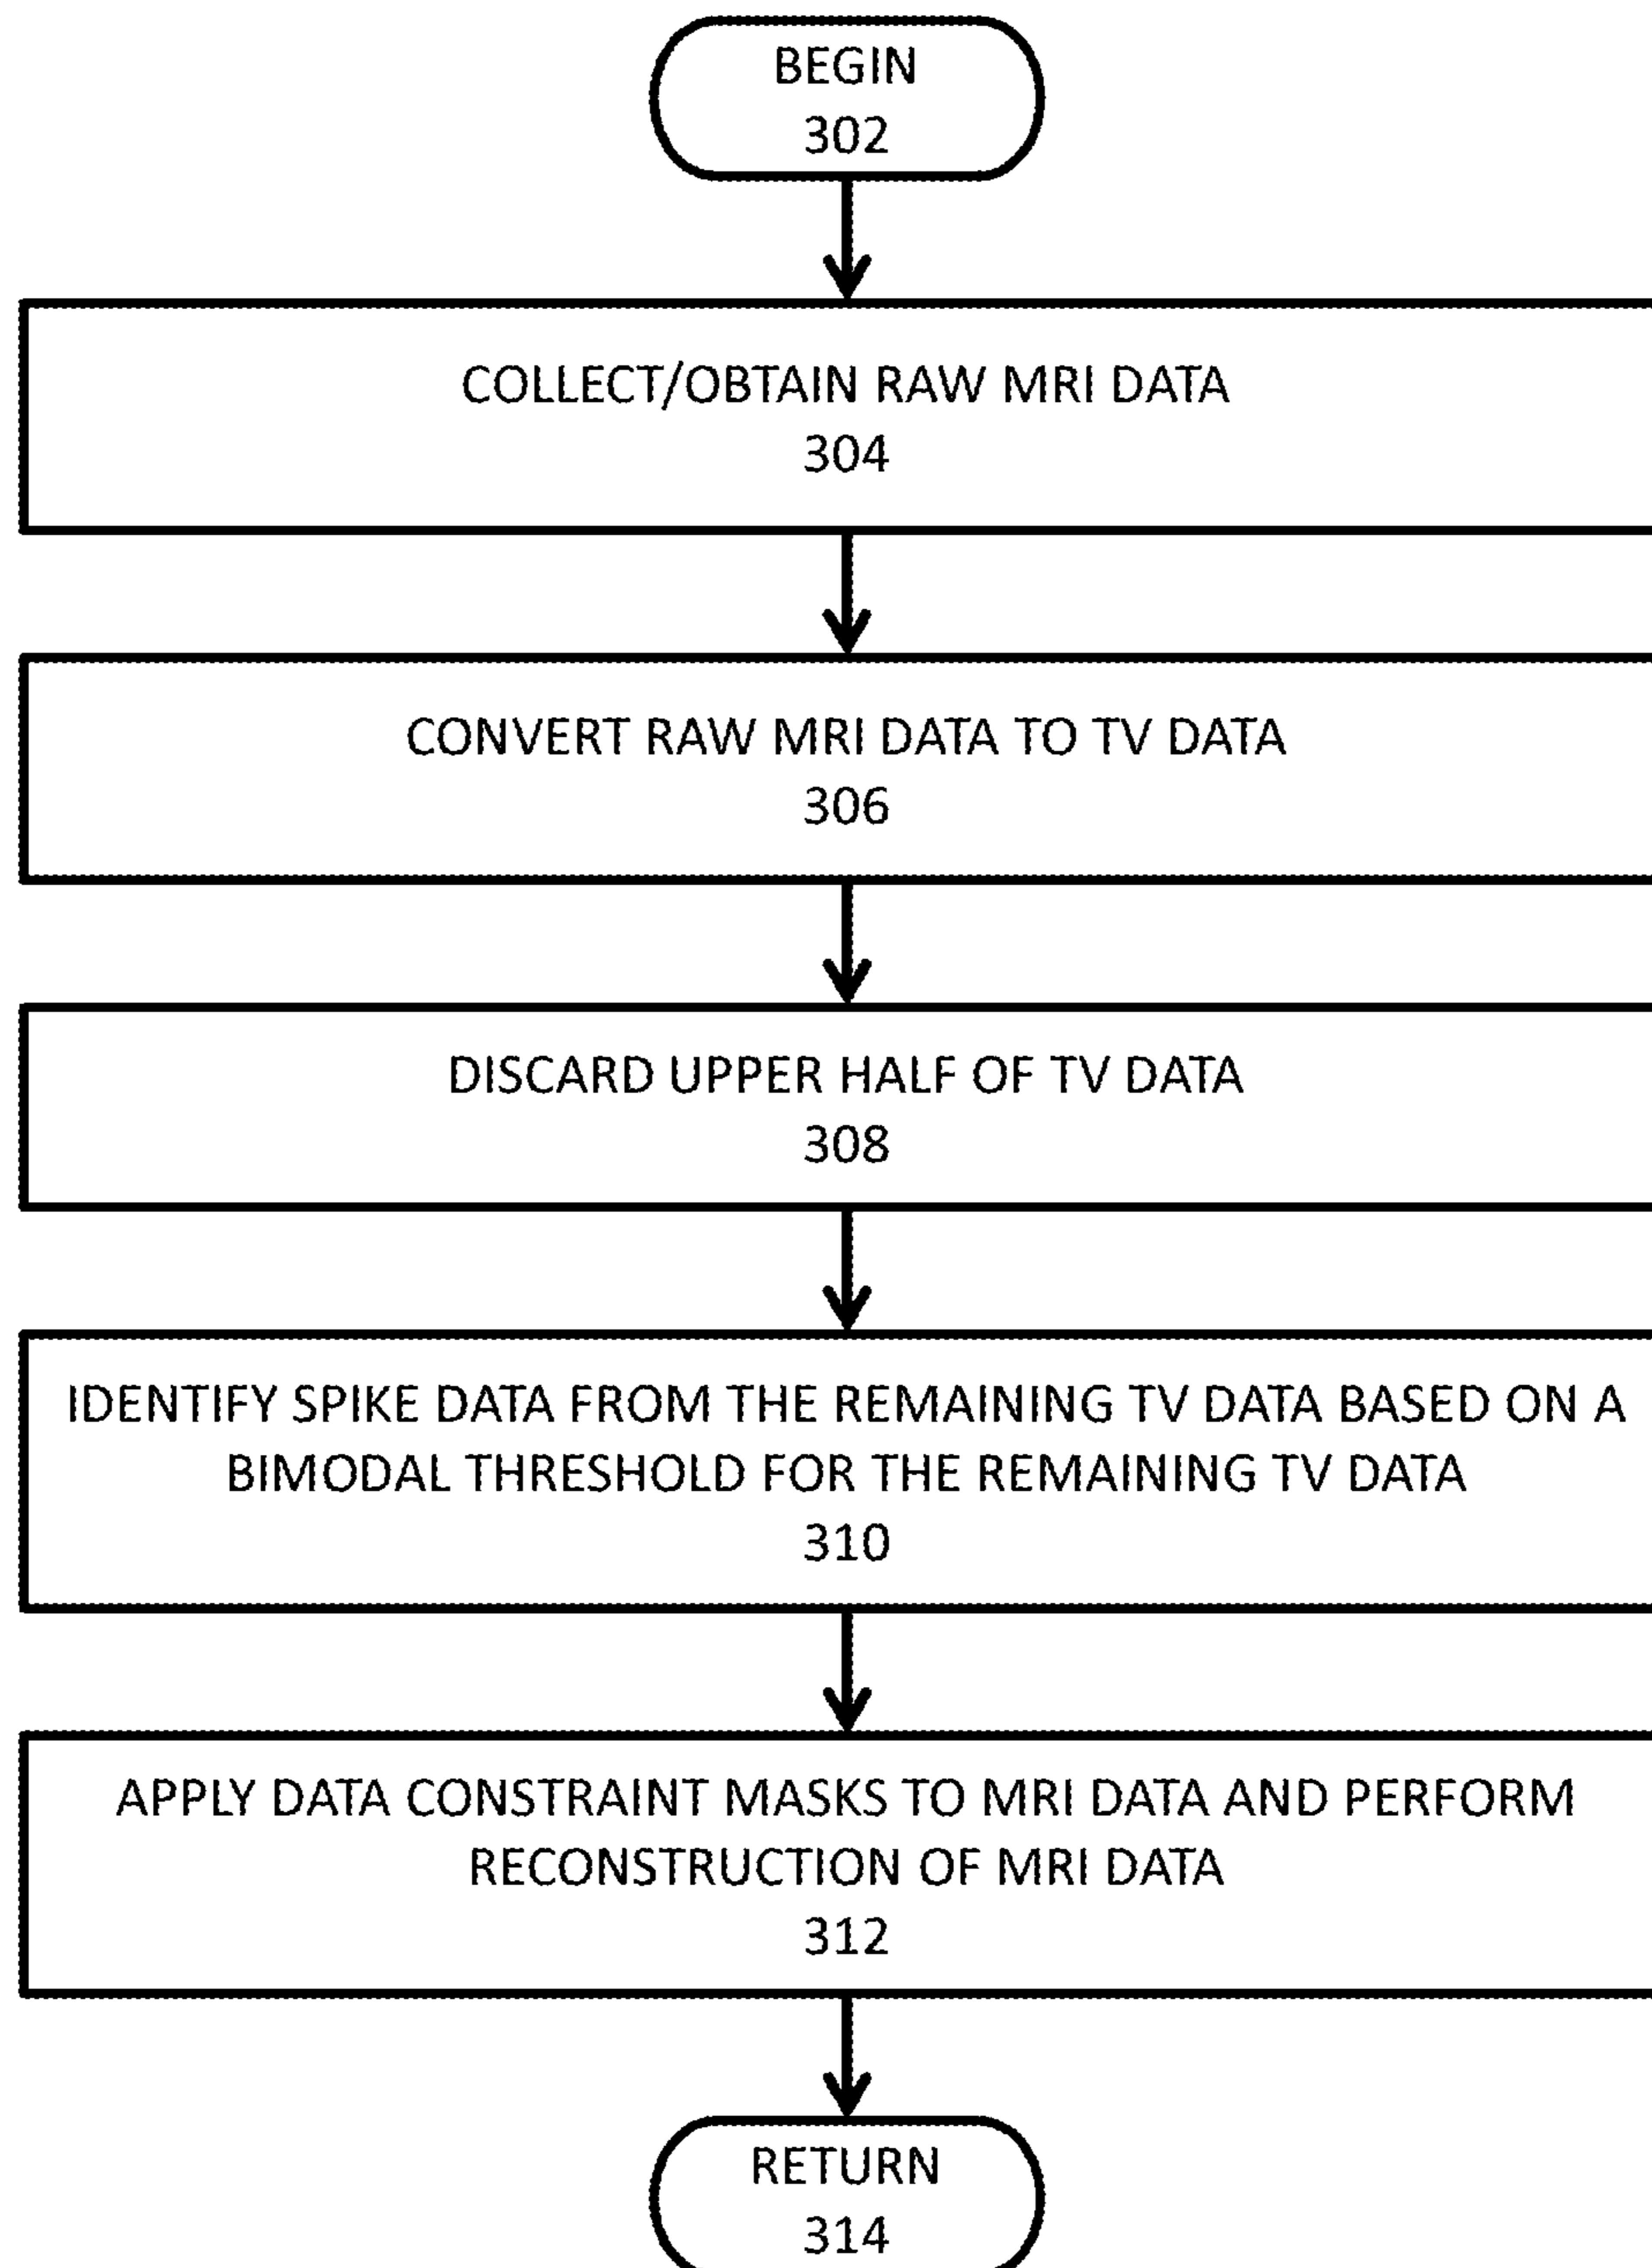 BEGIN
302
COLLECT/OBTAIN RAW MRI DATA
304
CONVERT RAW MRI DATA TO TV DATA
306
DISCARD UPPER HALF OF TV DATA
308
IDENTIFY SPIKE DATA FROM THE REMAINING TV DATA BASED ON A
BIMODAL THRESHOLD FOR THE REMAINING TV DATA
310
APPLY DATA CONSTRAINT MASKS TO MRI DATA AND PERFORM
RECONSTRUCTION OF MRI DATA
312
RETURN
314